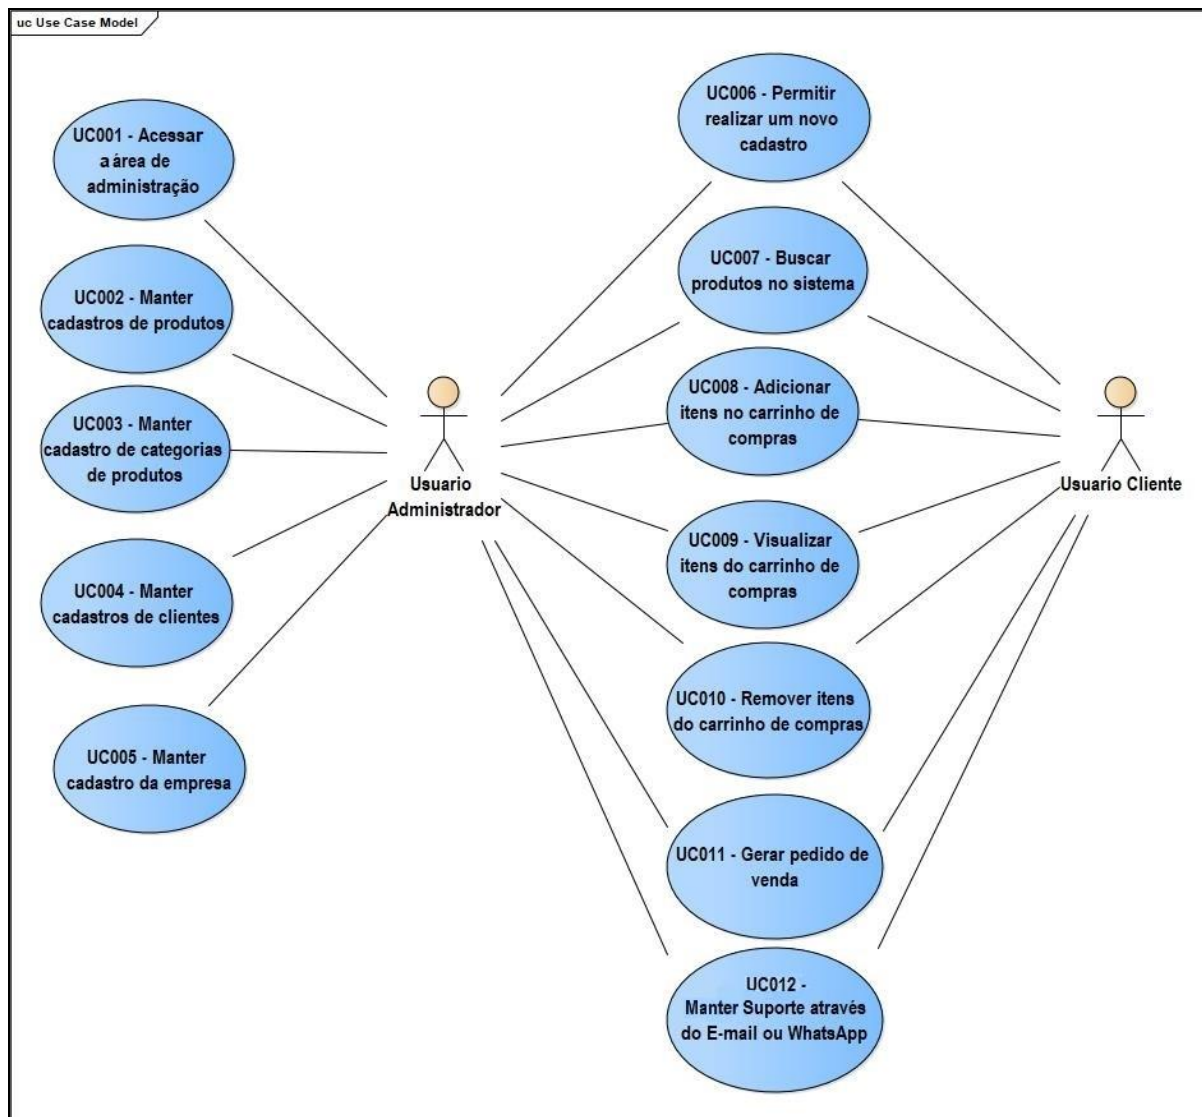 uc Use Case Model
UC001 - Acessar
a área de
administração
UC002 - Manter
cadastros de produtos
UC003 - Manter
cadastro de categorias
de produtos
UC004 - Manter
cadastros de clientes
UC005 - Manter
cadastro da empresa
Usuario
Administrador
UC006 - Permitir
realizar um novo
cadastro
UC007 - Buscar
produtos no sistema
UC008 - Adicionar
itens no carrinho de
compras
UC009 - Visualizar
itens do carrinho de
compras
UC010 - Remover itens
do carrinho de compras
UC011 - Gerar pedido de
venda
UC012 -
Manter Suporte através
do E-mail ou WhatsApp
Usuario Cliente